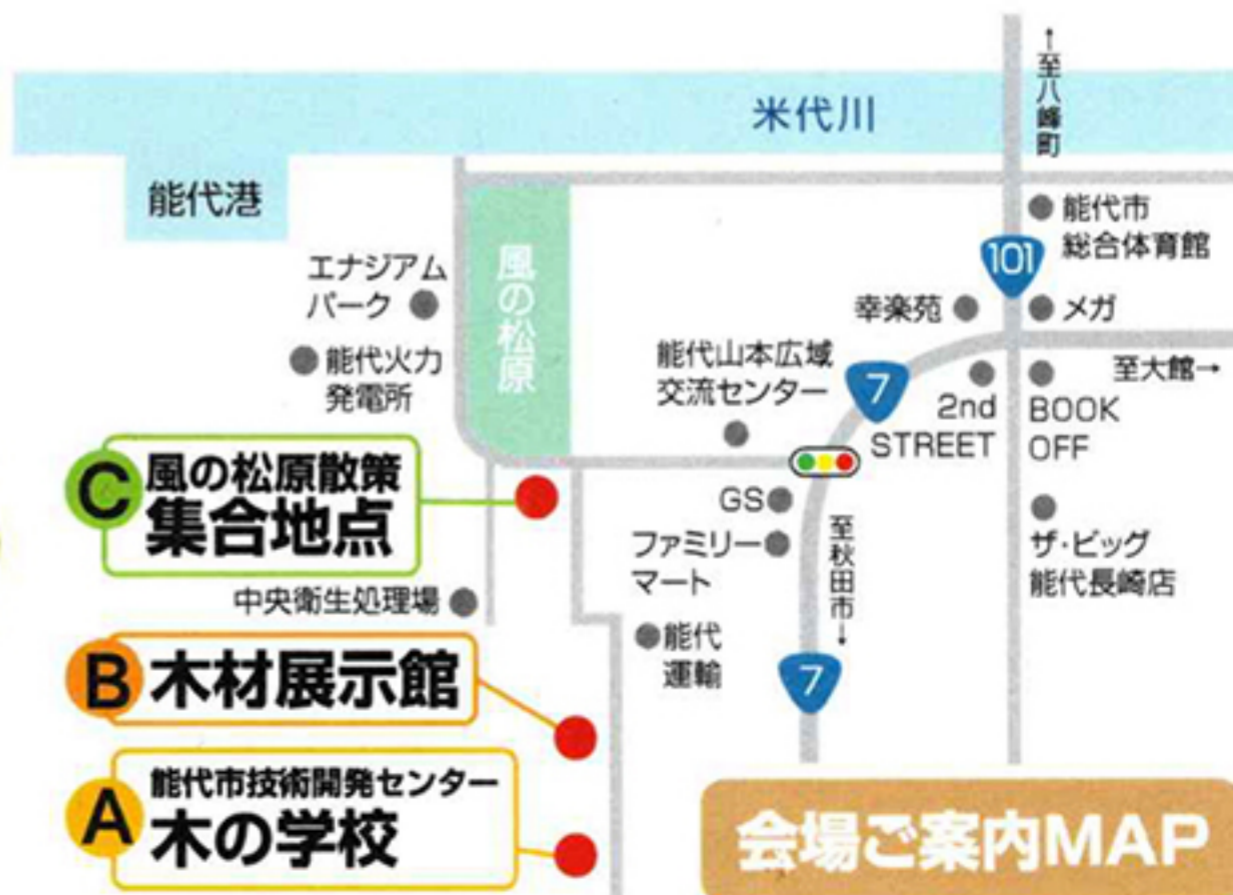 ↑至八峰町
米代川
能代港
能代市
総合体育館
101
エナジアム
パーク
風の松原
幸楽苑
メガ
能代火力
発電所
能代山本広域
交流センター
7
至大館→
2nd
STREET
BOOK
OFF
C
風の松原散策
集合地点
GS
ファミリー
マート
至秋田市↓
ザ・ビッグ
能代長崎店
中央衛生処理場
能代
運輸
7
B
木材展示館
A
能代市技術開発センター
木の学校
会場ご案内MAP